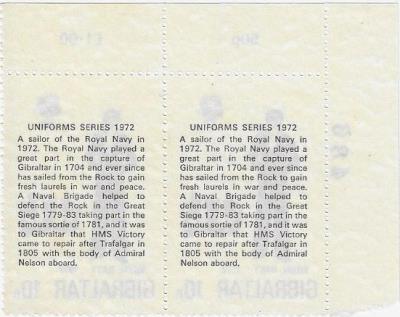 UNIFORMS SERIES 1972
A sailor of the Royal Navy in
1972. The Royal Navy played a
great part in the capture of
Gibraltar in 1704 and ever since
has sailed from the Rock to gain
fresh laurels in war and peace.
A Naval Brigade helped to
defend the Rock in the Great
Siege 1779-83 taking part in the
famous sortie of 1781, and it was
to Gibraltar that HMS Victory
came to repair after Trafalgar in
1805 with the body of Admiral
Nelson aboard.
GIBRALTAR 10
UNIFORMS SERIES 1972
A sailor of the Royal Navy in
1972. The Royal Navy played a
great part in the capture of
Gibraltar in 1704 and ever since
has sailed from the Rock to gain
fresh laurels in war and peace.
A Naval Brigade helped to
defend the Rock in the Great
Siege 1779-83 taking part in the
famous sortie of 1781, and it was
to Gibraltar that HMS Victory
came to repair after Trafalgar in
1805 with the body of Admiral
Nelson aboard.
GIBRALTAR 10